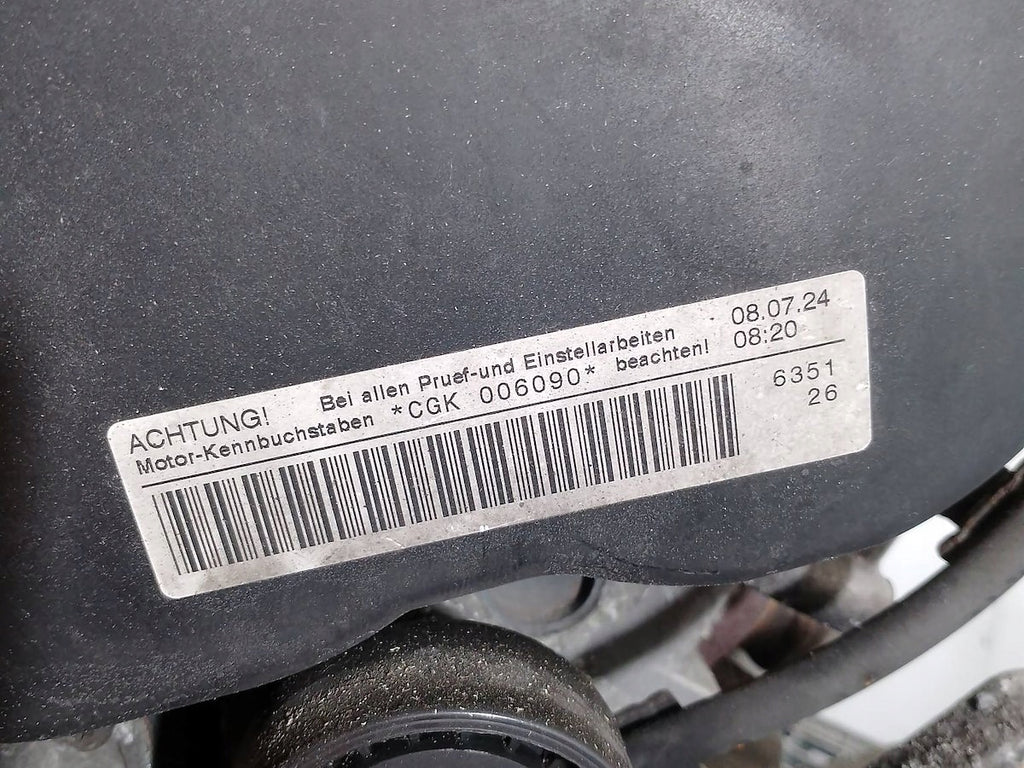 ACHTUNG! Bei allen Pruef-und Einstellarbeiten 08.07.24
Motor-Kennbuchstaben *CGK 006090* beachten! 08:20
6351
26